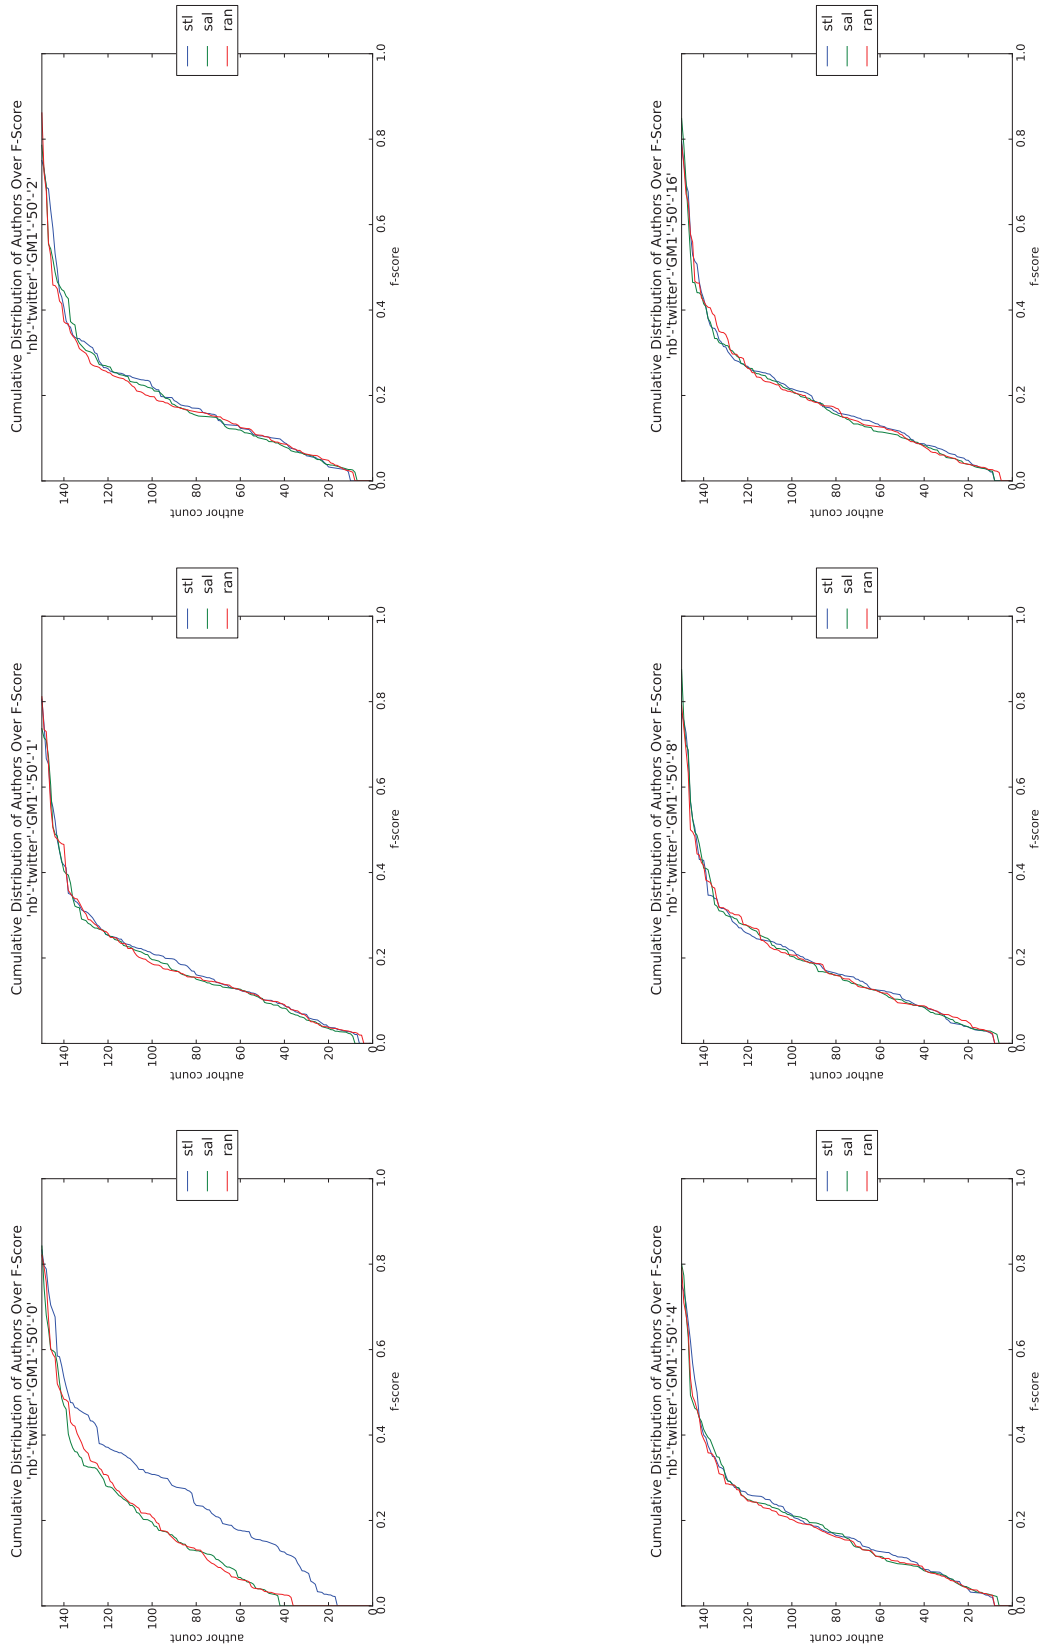 Cumulative Distribution of Authors Over F-Score
'nb'-'twitter'-'GM1'-'50'-'0'
author count
140
120
100
80
60
40
20
0
stl
sal
ran
0.0 0.2 0.4 0.6 0.8 1.0
f-score
Cumulative Distribution of Authors Over F-Score
'nb'-'twitter'-'GM1'-'50'-'1'
author count
140
120
100
80
60
40
20
0
stl
sal
ran
0.0 0.2 0.4 0.6 0.8 1.0
f-score
Cumulative Distribution of Authors Over F-Score
'nb'-'twitter'-'GM1'-'50'-'2'
author count
140
120
100
80
60
40
20
0
stl
sal
ran
0.0 0.2 0.4 0.6 0.8 1.0
f-score
Cumulative Distribution of Authors Over F-Score
'nb'-'twitter'-'GM1'-'50'-'4'
author count
140
120
100
80
60
40
20
0
stl
sal
ran
0.0 0.2 0.4 0.6 0.8 1.0
f-score
Cumulative Distribution of Authors Over F-Score
'nb'-'twitter'-'GM1'-'50'-'8'
author count
140
120
100
80
60
40
20
0
stl
sal
ran
0.0 0.2 0.4 0.6 0.8 1.0
f-score
Cumulative Distribution of Authors Over F-Score
'nb'-'twitter'-'GM1'-'50'-'16'
author count
140
120
100
80
60
40
20
0
stl
sal
ran
0.0 0.2 0.4 0.6 0.8 1.0
f-score